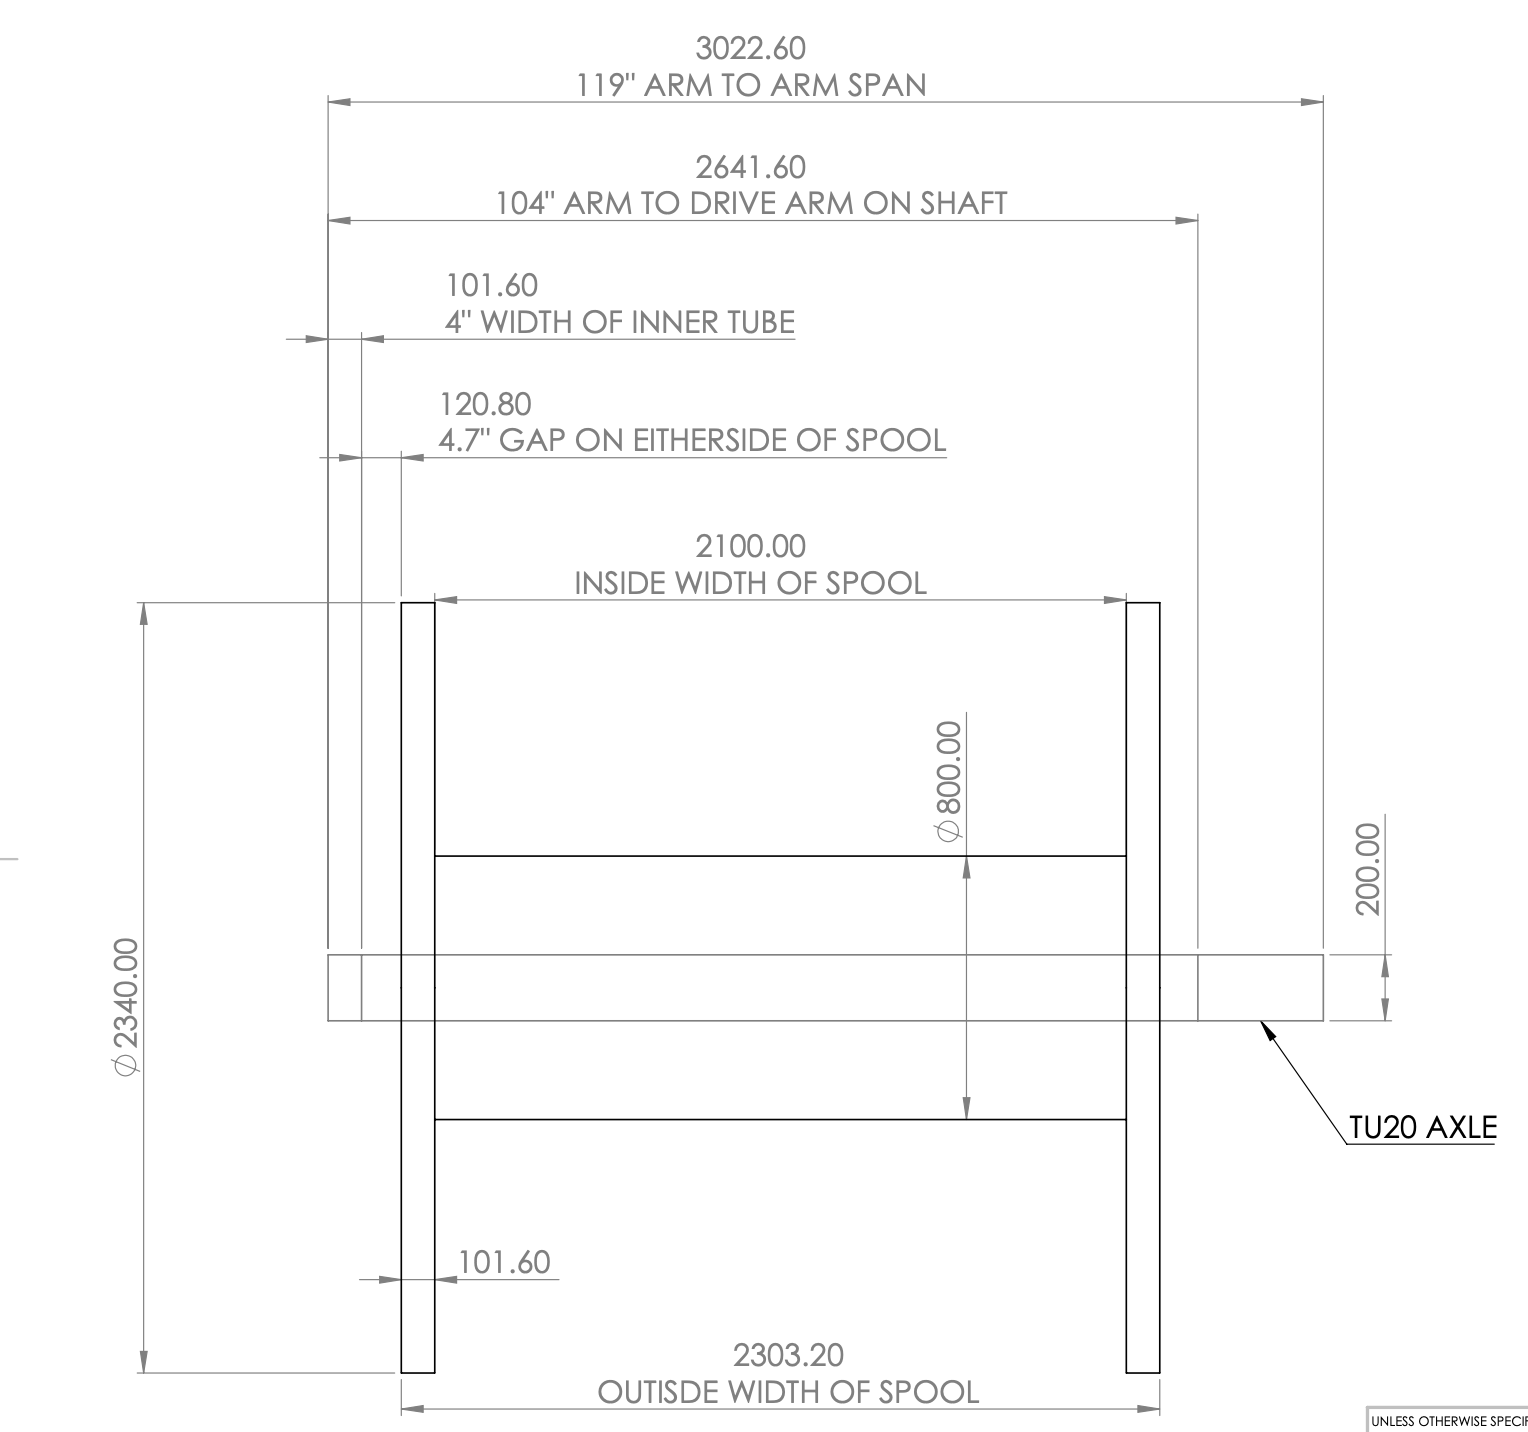 3022.60
119" ARM TO ARM SPAN
2641.60
104" ARM TO DRIVE ARM ON SHAFT
101.60
4" WIDTH OF INNER TUBE
120.80
4.7" GAP ON EITHERSIDE OF SPOOL
2100.00
INSIDE WIDTH OF SPOOL
∅800.00
200.00
∅2340.00
TU20 AXLE
101.60
2303.20
OUTISDE WIDTH OF SPOOL
UNLESS OTHERWISE